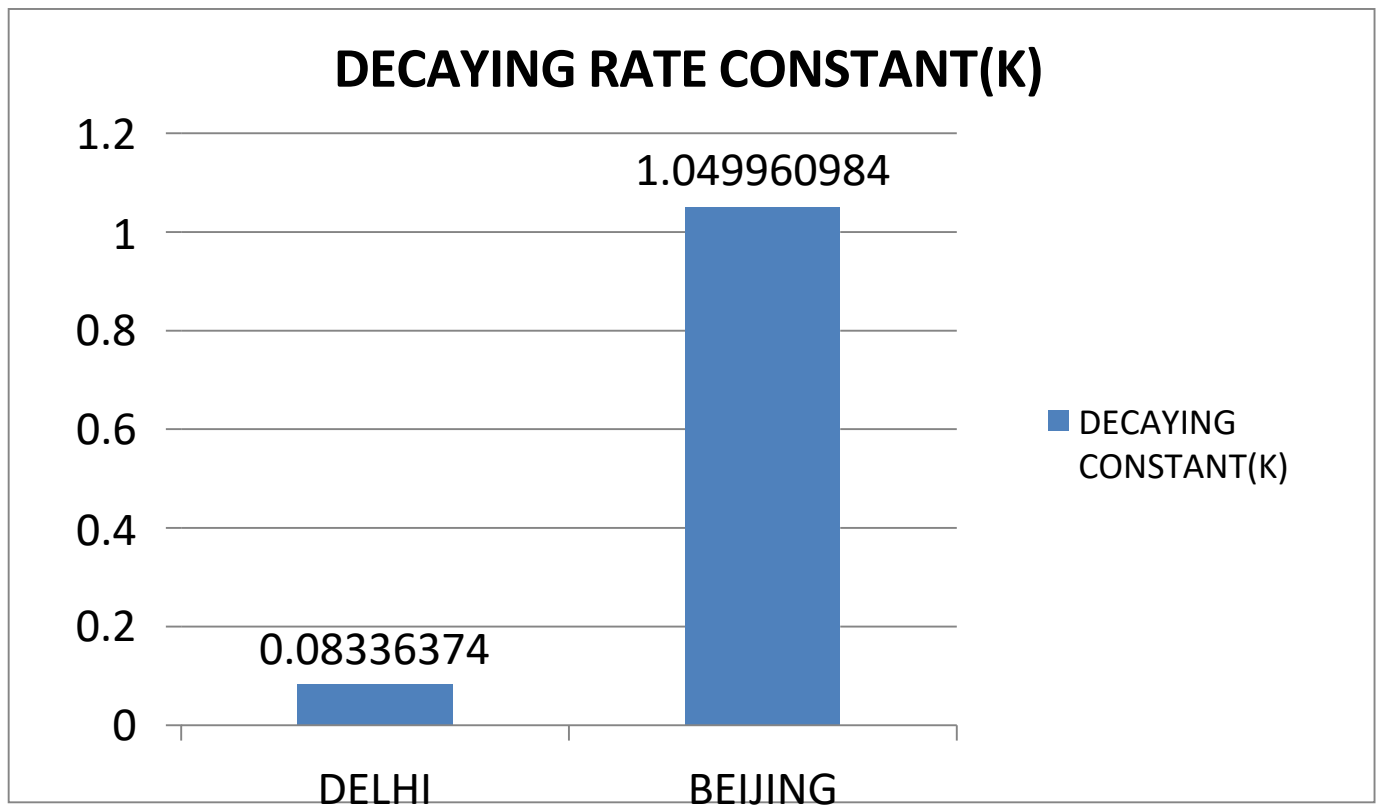 DECAYING RATE CONSTANT(K)
1.2
1
0.8
0.6
0.4
0.2
0
0.08336374
1.049960984
DELHI
BEIJING
DECAYING
CONSTANT(K)